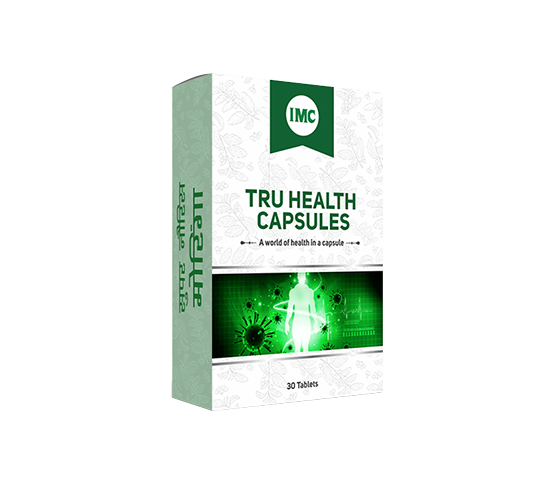 IMC
TRU HEALTH
CAPSULES
A world of health in a capsule
30 Tablets